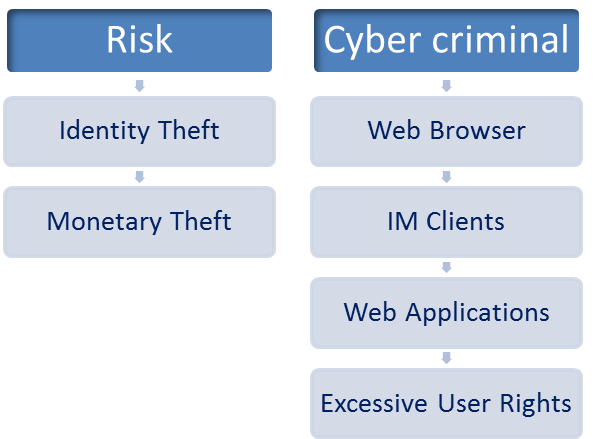 Risk
Identity Theft
Monetary Theft
Cyber criminal
Web Browser
IM Clients
Web Applications
Excessive User Rights